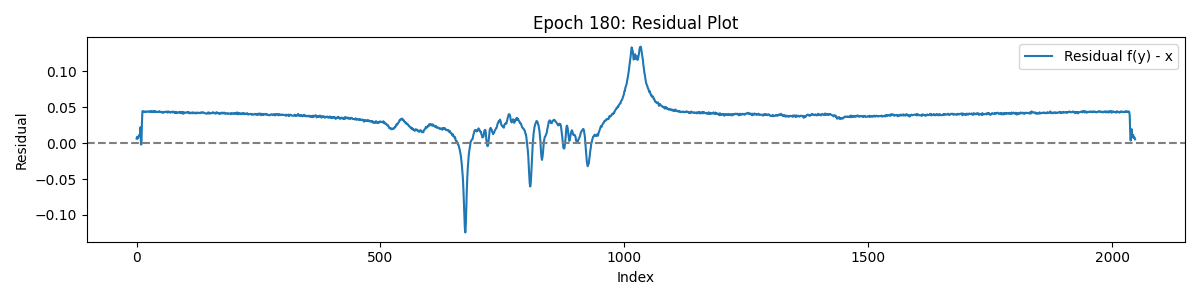 Epoch 180: Residual Plot
Residual f(y) - x
0.10
0.05
0.00
−0.05
−0.10
Residual
0
500
1000
1500
2000
Index